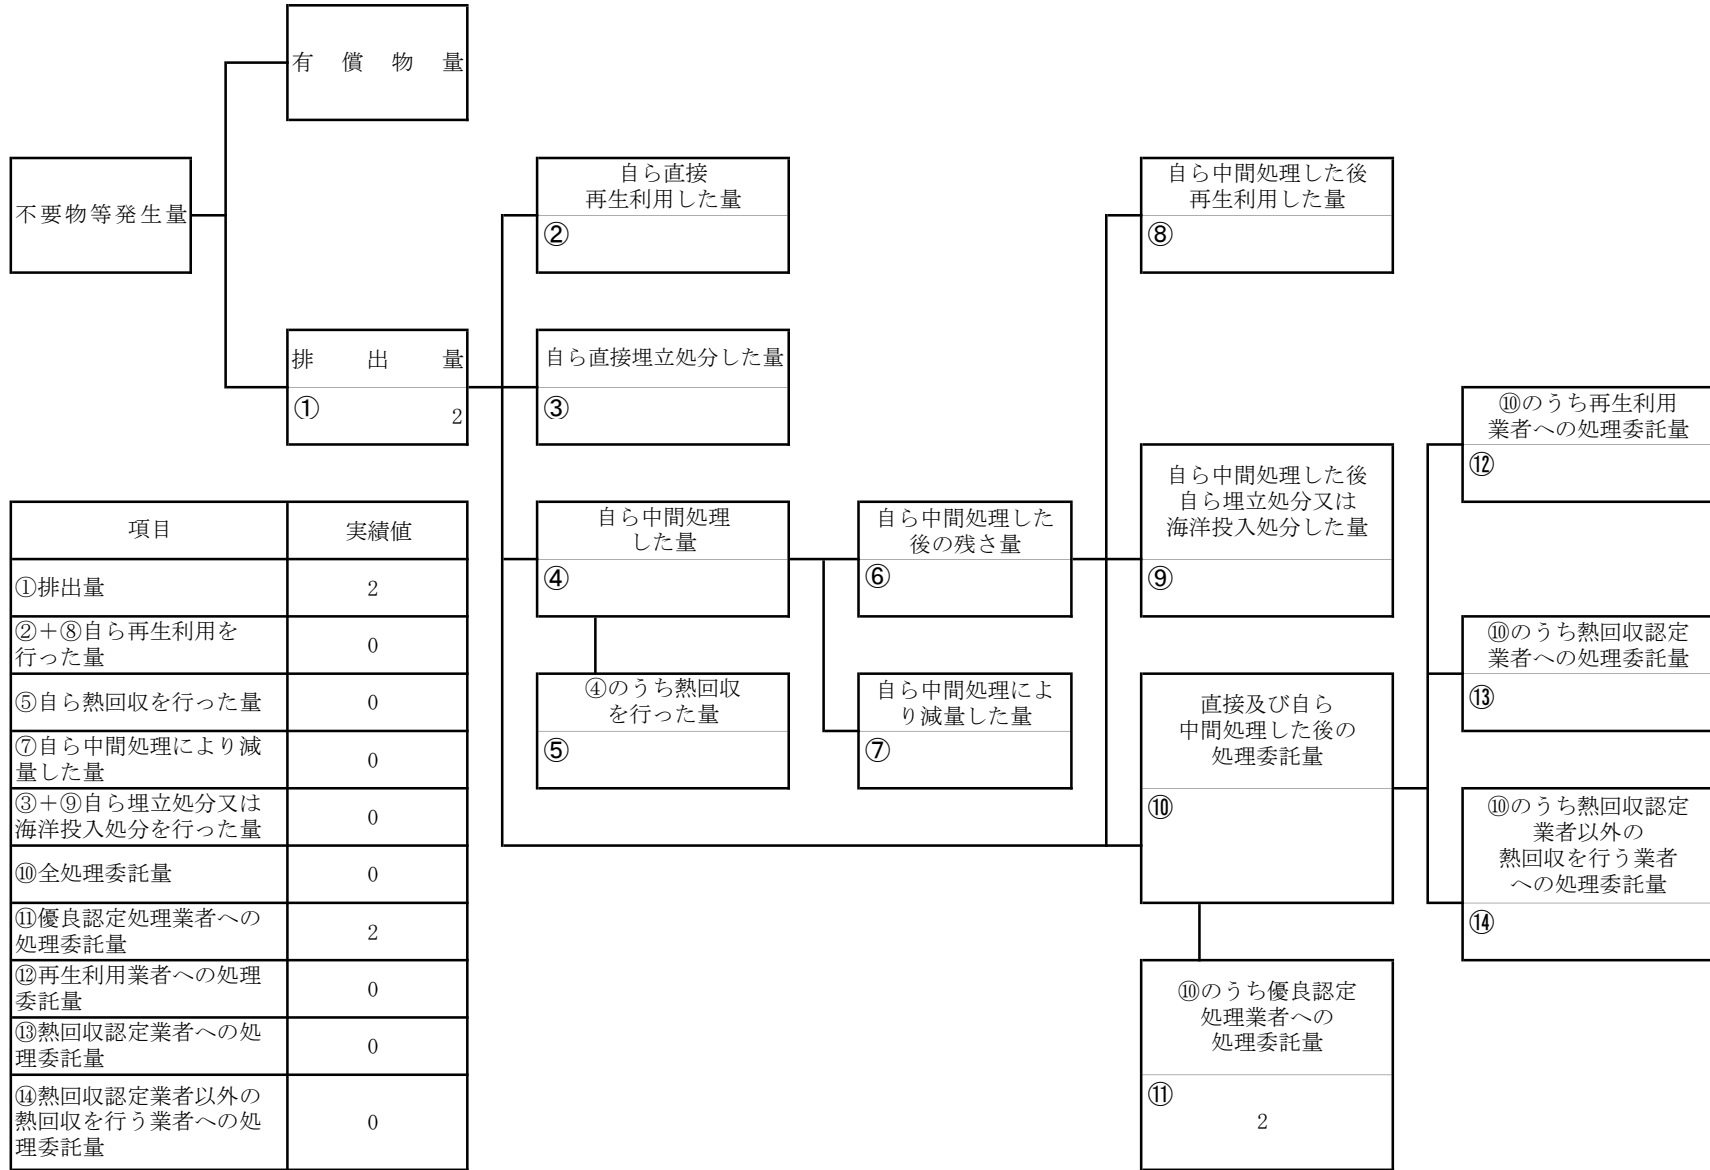 有償物量
不要物等発生量
自ら直接
再生利用した量
②
自ら中間処理した後
再生利用した量
⑧
排出量
①
2
自ら直接埋立処分した量
③
⑩のうち再生利用
業者への処理委託量
⑫
自ら中間処理
した量
④
自ら中間処理した
後の残さ量
⑥
自ら中間処理した後
自ら埋立処分又は
海洋投入処分した量
⑨
⑩のうち熱回収認定
業者への処理委託量
⑬
④のうち熱回収
を行った量
⑤
自ら中間処理によ
り減量した量
⑦
直接及び自ら
中間処理した後の
処理委託量
⑩
⑩のうち熱回収認定
業者以外の
熱回収を行う業者
への処理委託量
⑭
⑩のうち優良認定
処理業者への
処理委託量
⑪
2
項目 実績値
①排出量 2
②+⑧自ら再生利用を
行った量 0
⑤自ら熱回収を行った量 0
⑦自ら中間処理により減
量した量 0
③+⑨自ら埋立処分又は
海洋投入処分を行った量 0
⑩全処理委託量 0
⑪優良認定処理業者への
処理委託量 2
⑫再生利用業者への処理
委託量 0
⑬熱回収認定業者への処
理委託量 0
⑭熱回収認定業者以外の
熱回収を行う業者への処
理委託量 0